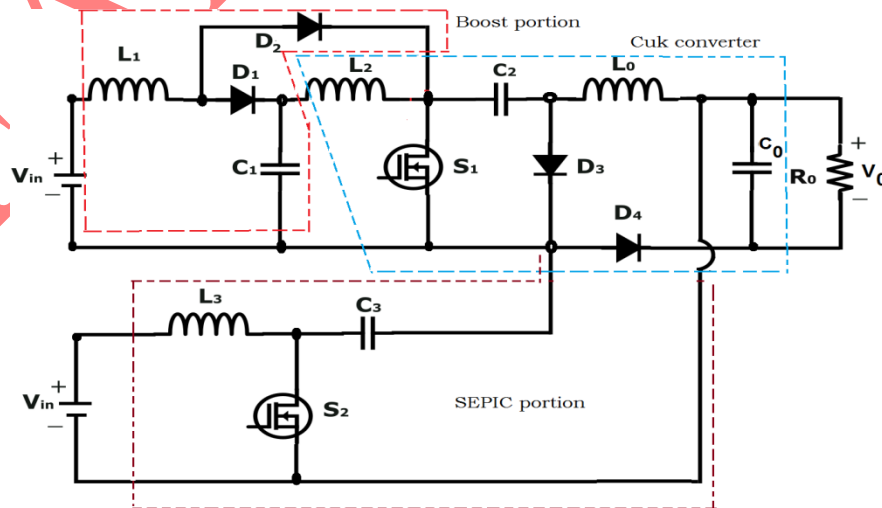 Boost portion
D₂
Cuk converter
L₁
D₁
L₂
C₂
L₀
+
Vin
−
C₁
S₁
D₃
C₀
R₀
+
V₀
−
D₄
L₃
C₃
+
Vin
−
S₂
SEPIC portion